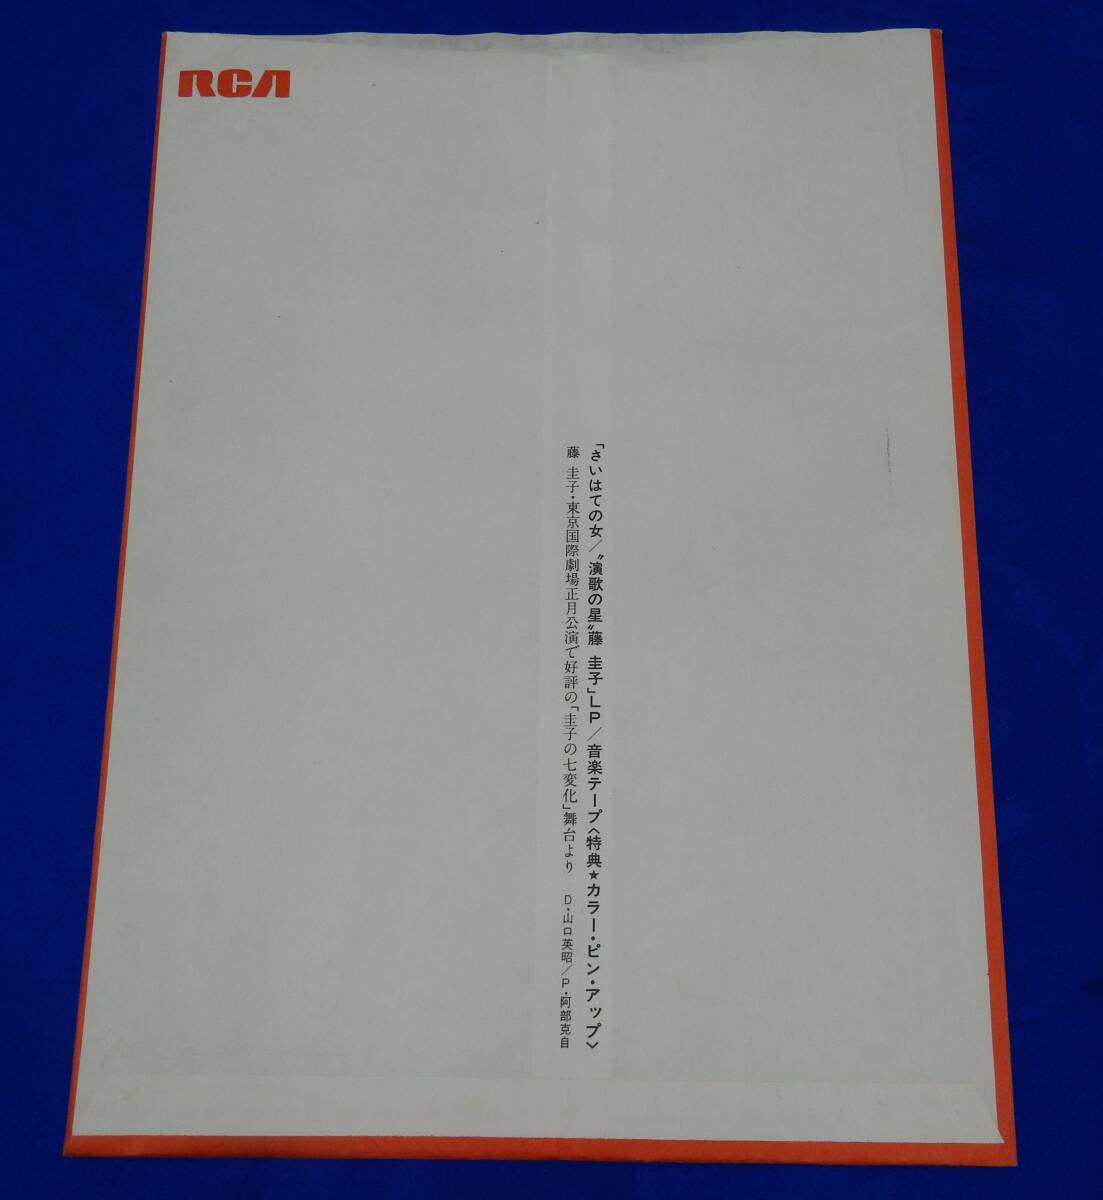 RCA
「さいはての女／〝演歌の星〟藤 圭子」LP／音楽テープ〈特典★カラー・ピン・アップ〉
藤 圭子・東京国際劇場正月公演で好評の「圭子の七変化」舞台より　D・山口英昭／P・阿部克自